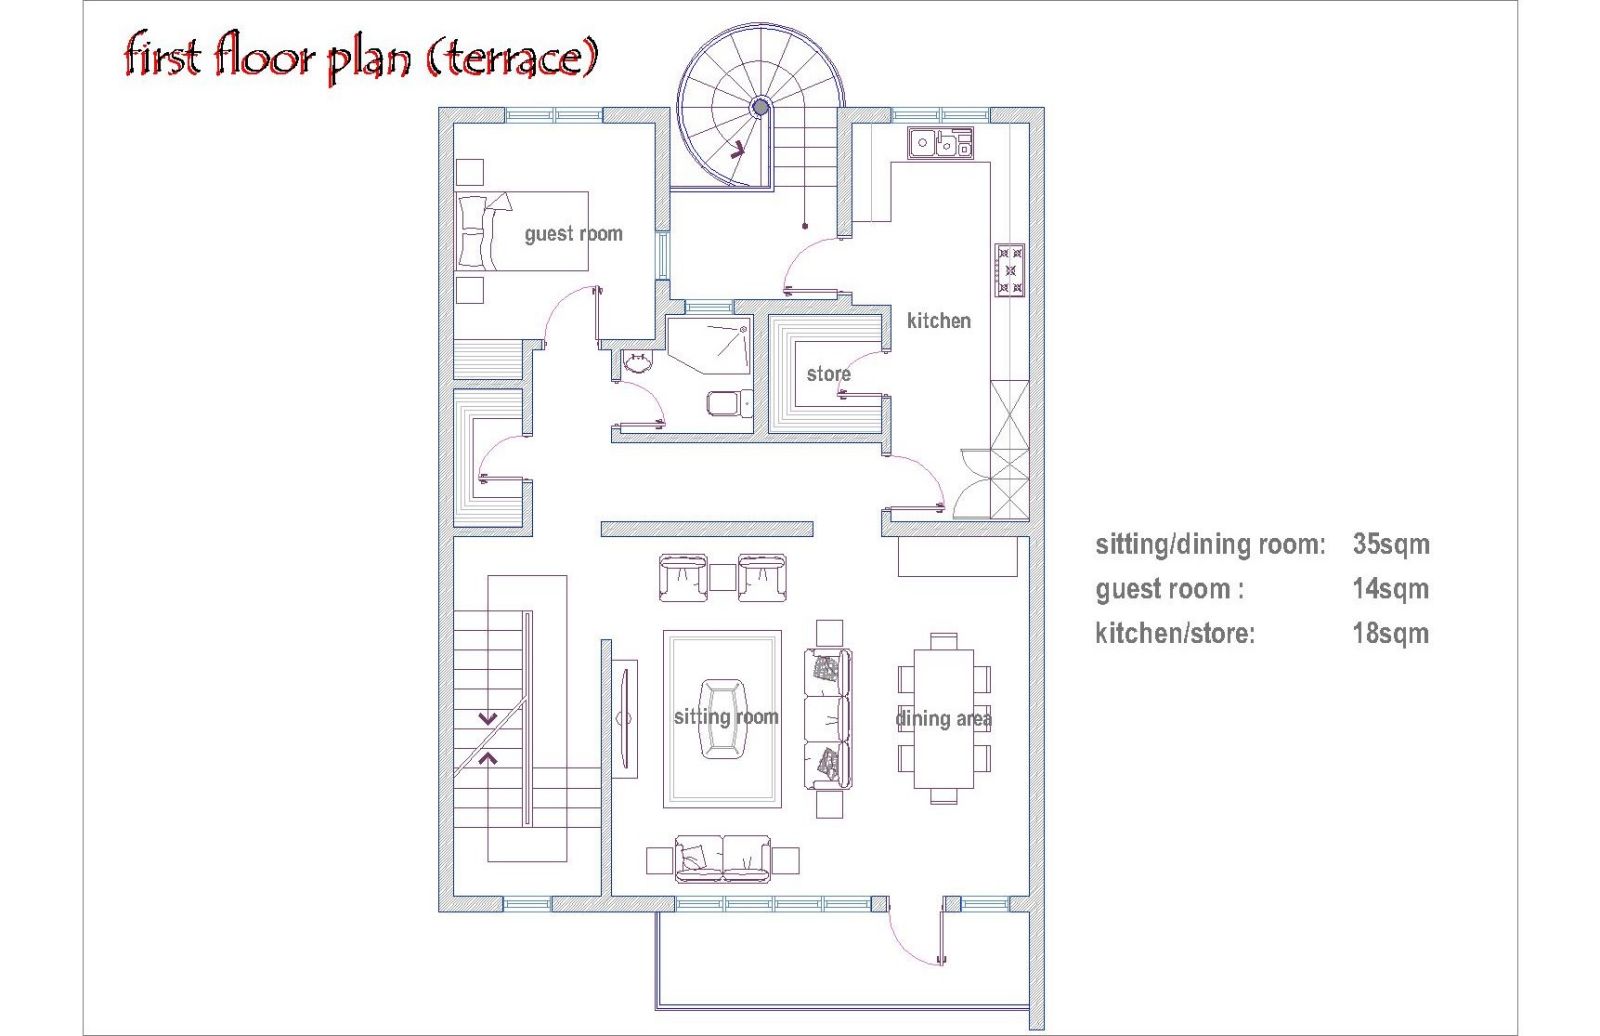 first floor plan (terrace)
guest room
kitchen
store
sitting room
dining area
sitting/dining room: 35sqm
guest room : 14sqm
kitchen/store: 18sqm